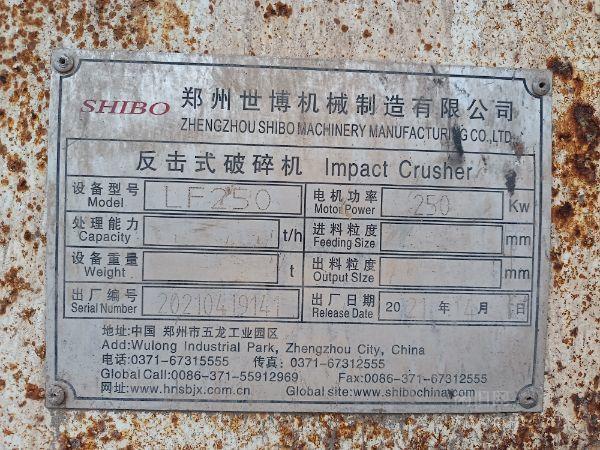 SHIBO 郑州世博机械制造有限公司
ZHENGZHOU SHIBO MACHINERY MANUFACTURING CO.,LTD.
反击式破碎机 Impact Crusher
设备型号 LF250 电机功率 250 Kw
Model Motor Power
处理能力 t/h 进料粒度 mm
Capacity Feeding Size
设备重量 t 出料粒度 mm
Weight Output Size
出厂编号 2021041914 出厂日期 2021年 月 日
Serial Number Release Date
地址:中国 郑州市五龙工业园区
Add:Wulong Industrial Park, Zhengzhou City, China
电话:0371-67315555 传真: 0371-67312555
Global Call:0086-371-55912969 Fax:0086-371-67312555
网址:www.hnsbjx.com.cn Global site:www.shibochina.com